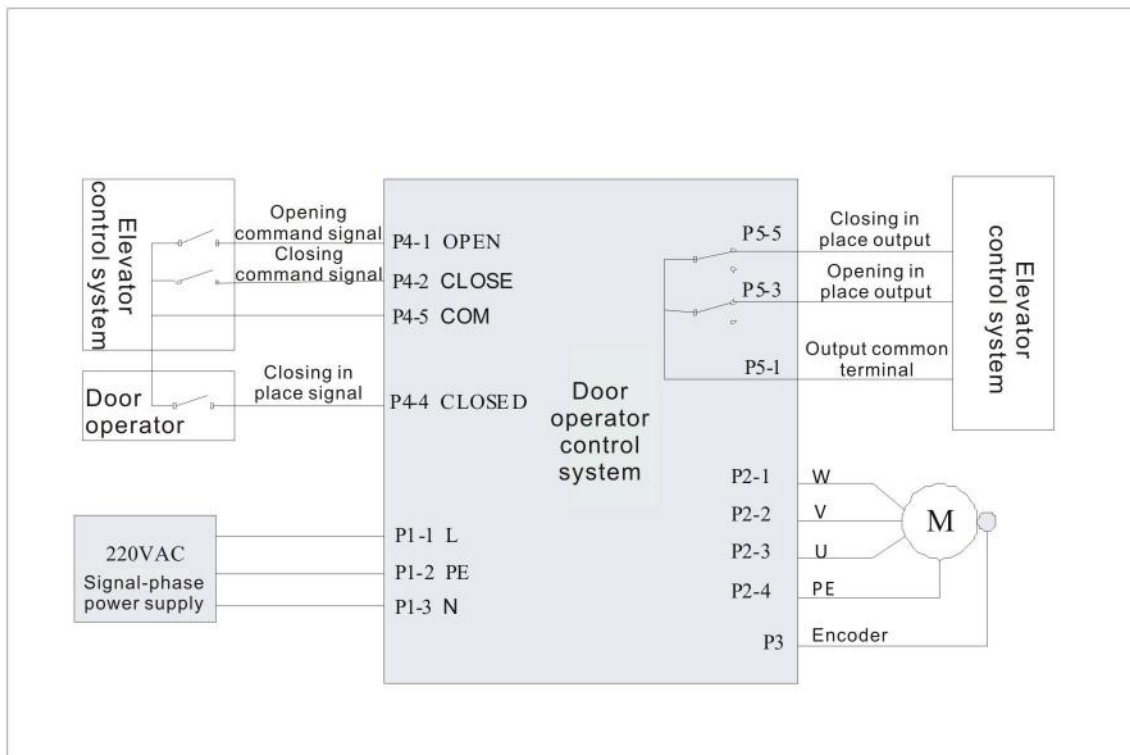 Elevator
control system
Opening
command signal
Closing
command signal
P4-1 OPEN
P4-2 CLOSE
P4-5 COM
Door
operator
Closing in
place signal
P4-4 CLOSED
220VAC
Signal-phase
power supply
P1-1 L
P1-2 PE
P1-3 N
Door
operator
control
system
P5-5
P5-3
P5-1
Closing in
place output
Opening in
place output
Output common
terminal
Elevator
control system
P2-1 W
P2-2 V
P2-3 U
P2-4 PE
P3 Encoder
M